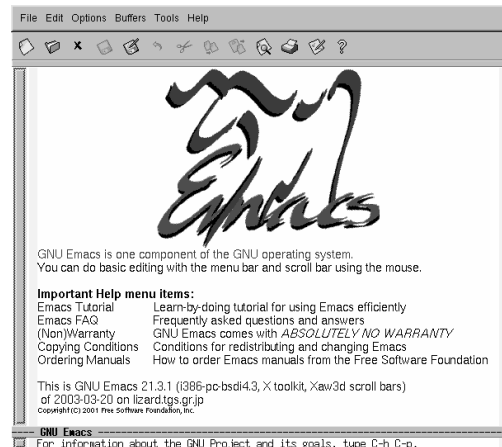 File Edit Options Buffers Tools Help
Emacs
GNU Emacs is one component of the GNU operating system.
You can do basic editing with the menu bar and scroll bar using the mouse.
Important Help menu items:
Emacs Tutorial Learn-by-doing tutorial for using Emacs efficiently
Emacs FAQ Frequently asked questions and answers
(Non)Warranty GNU Emacs comes with ABSOLUTELY NO WARRANTY
Copying Conditions Conditions for redistributing and changing Emacs
Ordering Manuals How to order Emacs manuals from the Free Software Foundation
This is GNU Emacs 21.3.1 (i386-pc-bsdi4.3, X toolkit, Xaw3d scroll bars)
of 2003-03-20 on lizard.tgs.gr.jp
Copyright (C) 2001 Free Software Foundation, Inc.
---- GNU Emacs ----
For information about the GNU Project and its goals, type C-h C-p.